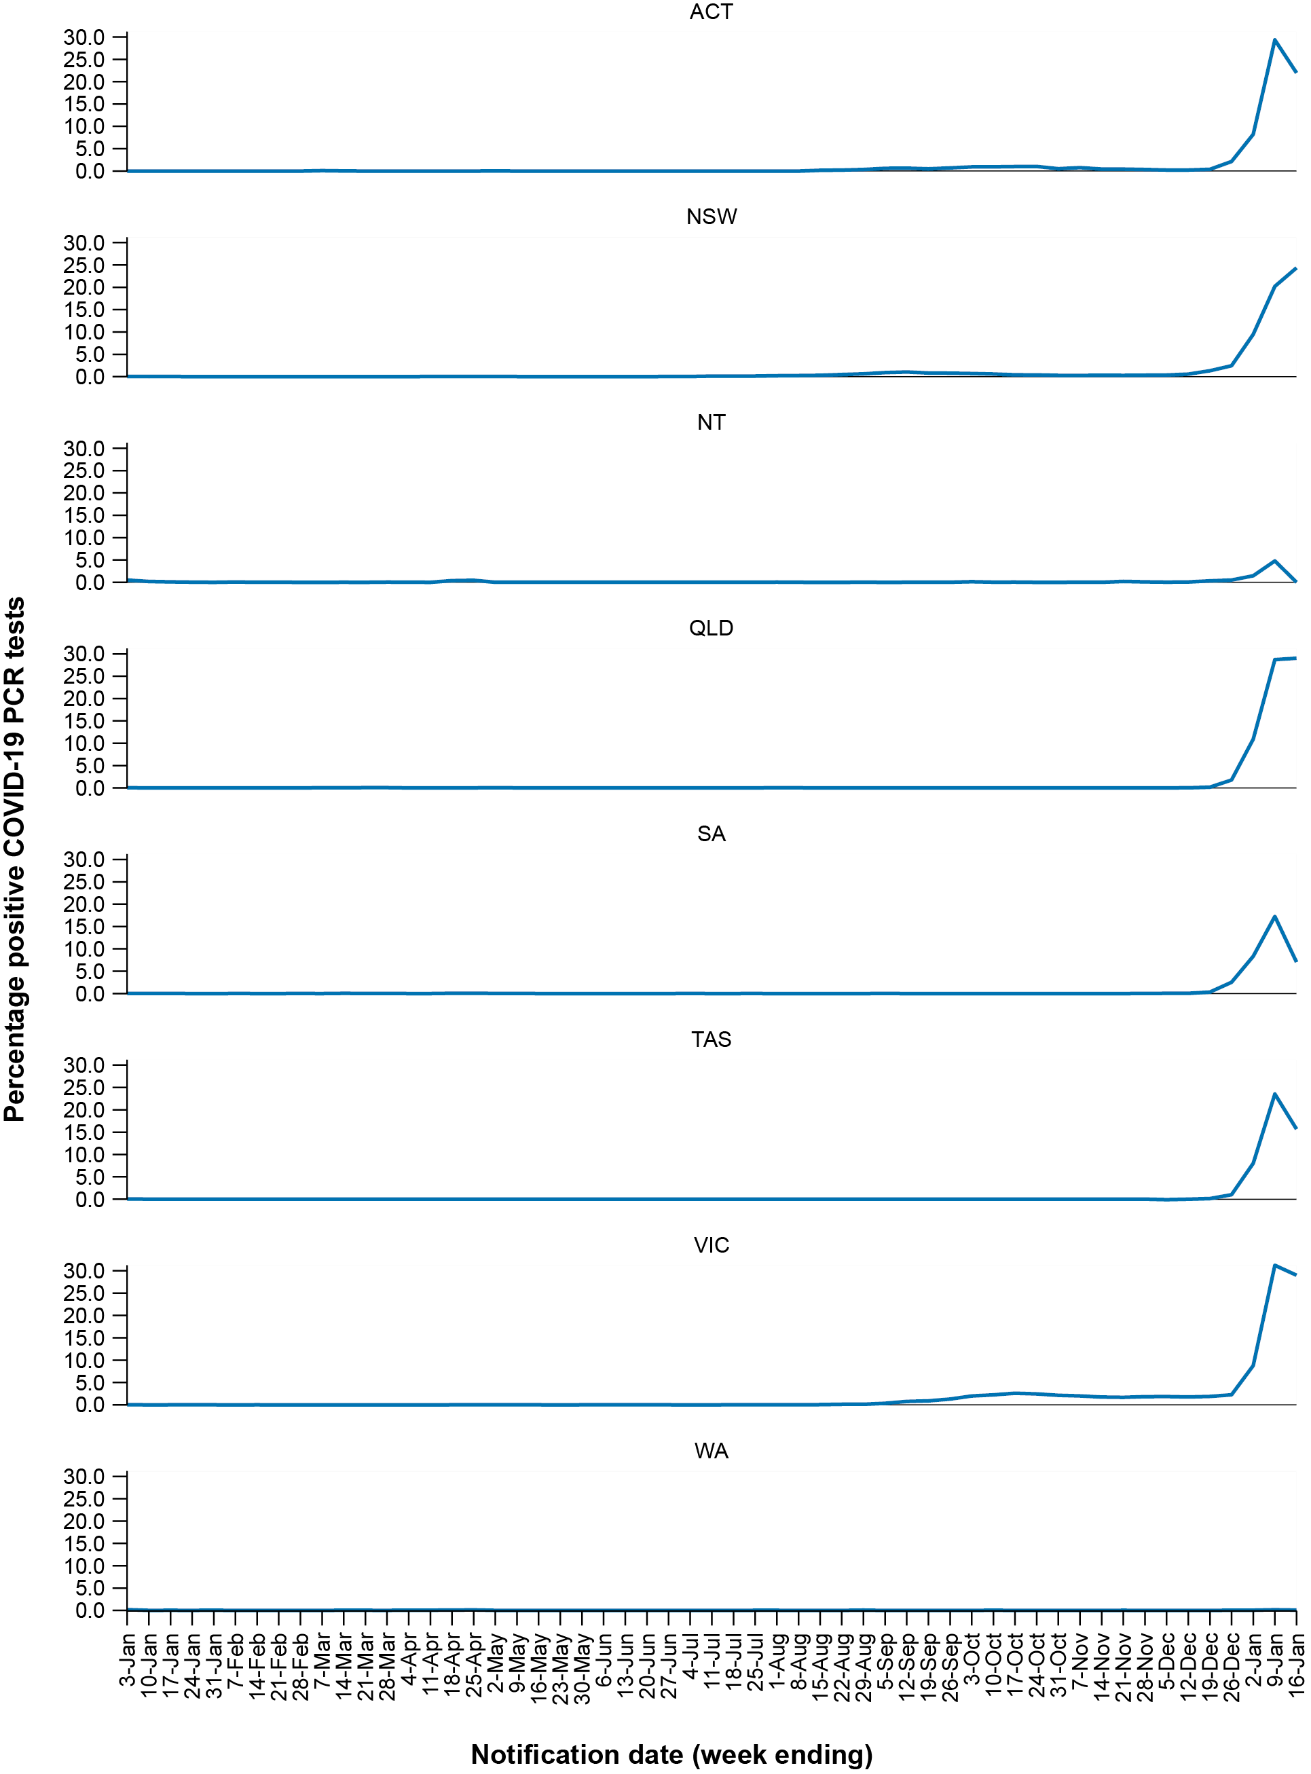 ACT
30.0
25.0
20.0
15.0
10.0
5.0
0.0
NSW
30.0
25.0
20.0
15.0
10.0
5.0
0.0
NT
30.0
25.0
20.0
15.0
10.0
5.0
0.0
QLD
30.0
25.0
20.0
15.0
10.0
5.0
0.0
SA
30.0
25.0
20.0
15.0
10.0
5.0
0.0
TAS
30.0
25.0
20.0
15.0
10.0
5.0
0.0
VIC
30.0
25.0
20.0
15.0
10.0
5.0
0.0
WA
30.0
25.0
20.0
15.0
10.0
5.0
0.0
Percentage positive COVID-19 PCR tests
3-Jan
10-Jan
17-Jan
24-Jan
31-Jan
7-Feb
14-Feb
21-Feb
28-Feb
7-Mar
14-Mar
21-Mar
28-Mar
4-Apr
11-Apr
18-Apr
25-Apr
2-May
9-May
16-May
23-May
30-May
6-Jun
13-Jun
20-Jun
27-Jun
4-Jul
11-Jul
18-Jul
25-Jul
1-Aug
8-Aug
15-Aug
22-Aug
29-Aug
5-Sep
12-Sep
19-Sep
26-Sep
3-Oct
10-Oct
17-Oct
24-Oct
31-Oct
7-Nov
14-Nov
21-Nov
28-Nov
5-Dec
12-Dec
19-Dec
26-Dec
2-Jan
9-Jan
16-Jan
Notification date (week ending)